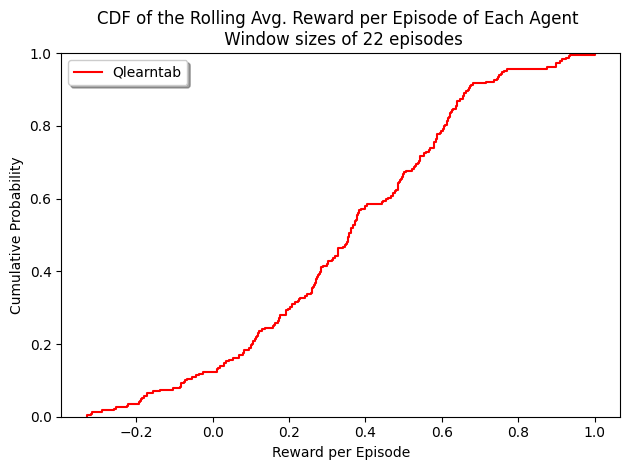 CDF of the Rolling Avg. Reward per Episode of Each Agent
Window sizes of 22 episodes
Qlearntab
Cumulative Probability
1.0
0.8
0.6
0.4
0.2
0.0
−0.2
0.0
0.2
0.4
0.6
0.8
1.0
Reward per Episode